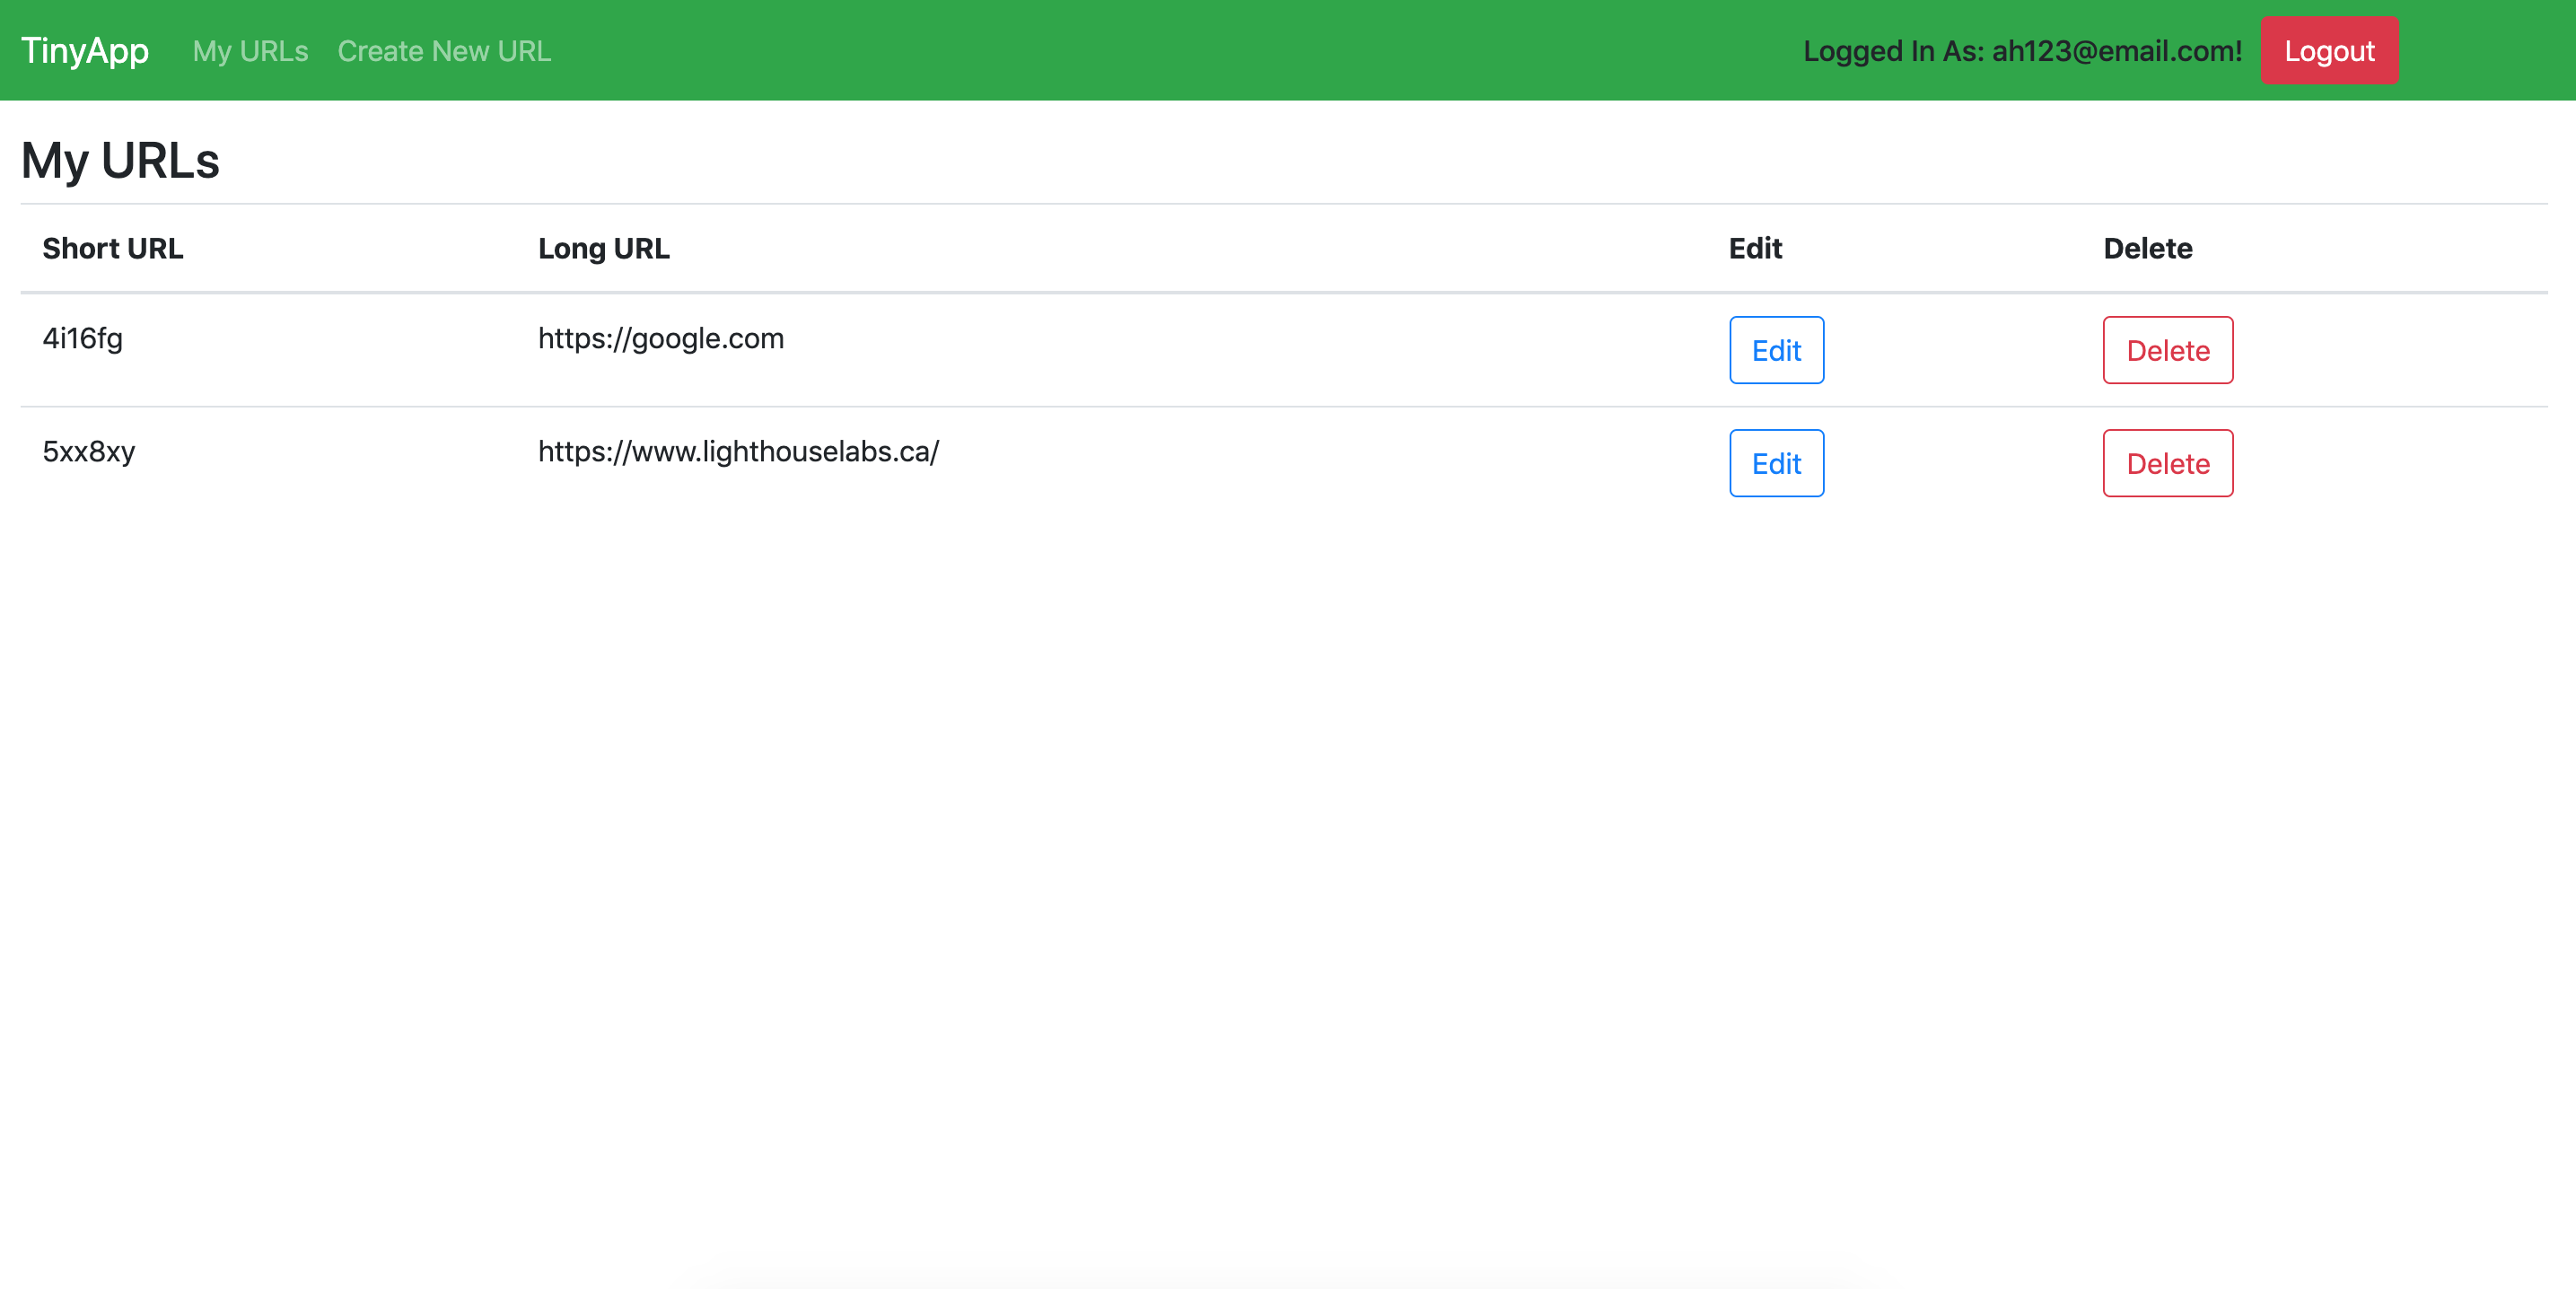 TinyApp My URLs Create New URL Logged In As: ah123@email.com! Logout
My URLs
Short URL Long URL Edit Delete
4i16fg https://google.com Edit Delete
5xx8xy https://www.lighthouselabs.ca/ Edit Delete